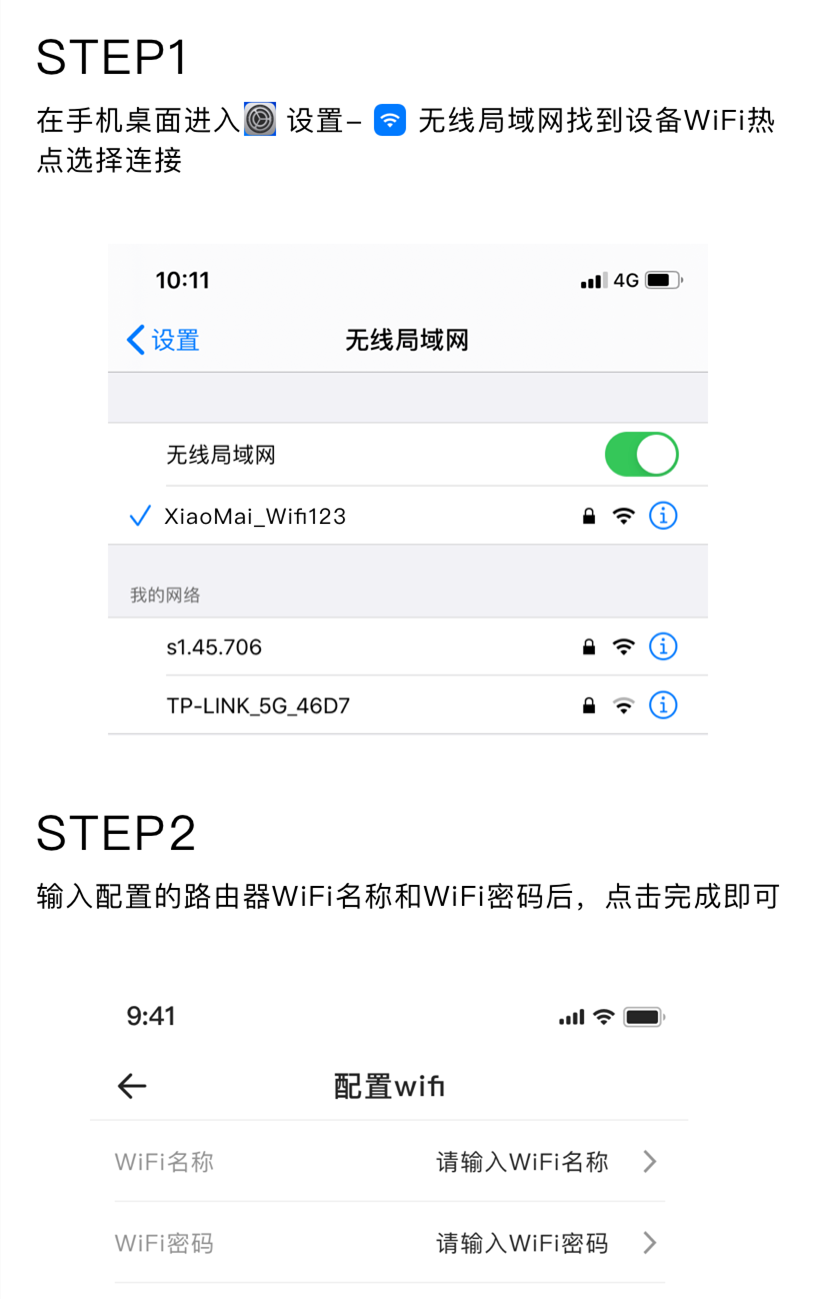 STEP1
在手机桌面进入 设置- 无线局域网找到设备WiFi热
点选择连接
10:11 4G
设置 无线局域网
无线局域网
XiaoMai_Wifi123
我的网络
s1.45.706
TP-LINK_5G_46D7
STEP2
输入配置的路由器WiFi名称和WiFi密码后，点击完成即可
9:41
配置wifi
WiFi名称 请输入WiFi名称
WiFi密码 请输入WiFi密码